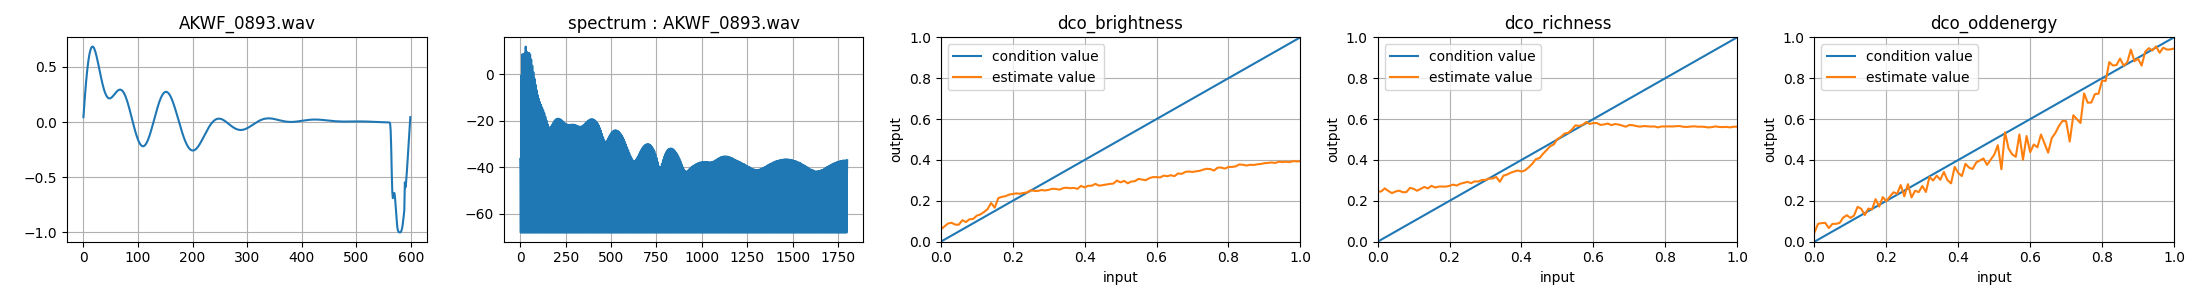 AKWF_0893.wav
0.5
0.0
−0.5
−1.0
0 100 200 300 400 500 600
spectrum : AKWF_0893.wav
0
−20
−40
−60
0 250 500 750 1000 1250 1500 1750
dco_brightness
condition value
estimate value
output
1.0
0.8
0.6
0.4
0.2
0.0
0.0 0.2 0.4 0.6 0.8 1.0
input
dco_richness
condition value
estimate value
output
1.0
0.8
0.6
0.4
0.2
0.0
0.0 0.2 0.4 0.6 0.8 1.0
input
dco_oddenergy
condition value
estimate value
output
1.0
0.8
0.6
0.4
0.2
0.0
0.0 0.2 0.4 0.6 0.8 1.0
input